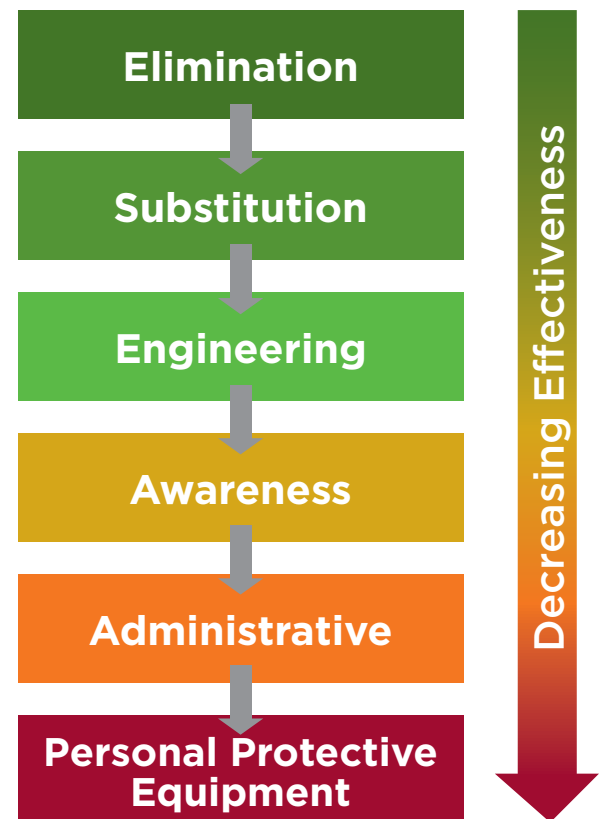 Elimination
Substitution
Engineering
Awareness
Administrative
Personal Protective
Equipment
Decreasing Effectiveness